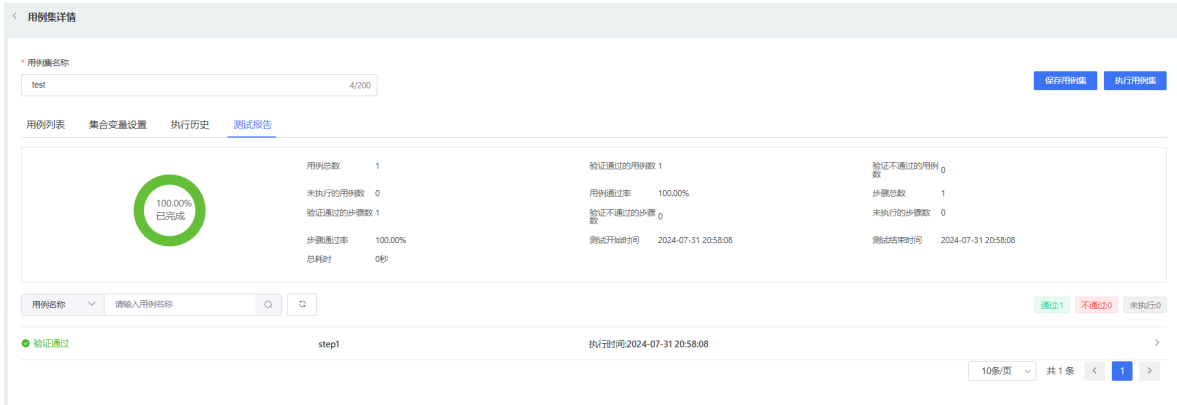 用例集详情
* 用例集名称
test 4/200
保存用例集 执行用例集
用例列表 集合变量设置 执行历史 测试报告
100.00%
已完成
用例总数 1 验证通过的用例数 1 验证不通过的用例数 0
未执行的用例数 0 用例通过率 100.00% 步骤总数 1
验证通过的步骤数 1 验证不通过的步骤数 0 未执行的步骤数 0
步骤通过率 100.00% 测试开始时间 2024-07-31 20:58:08 测试结束时间 2024-07-31 20:58:08
总耗时 0秒
用例名称 请输入用例名称 通过:1 不通过:0 未执行:0
验证通过 step1 执行时间:2024-07-31 20:58:08
10条/页 共 1 条 1